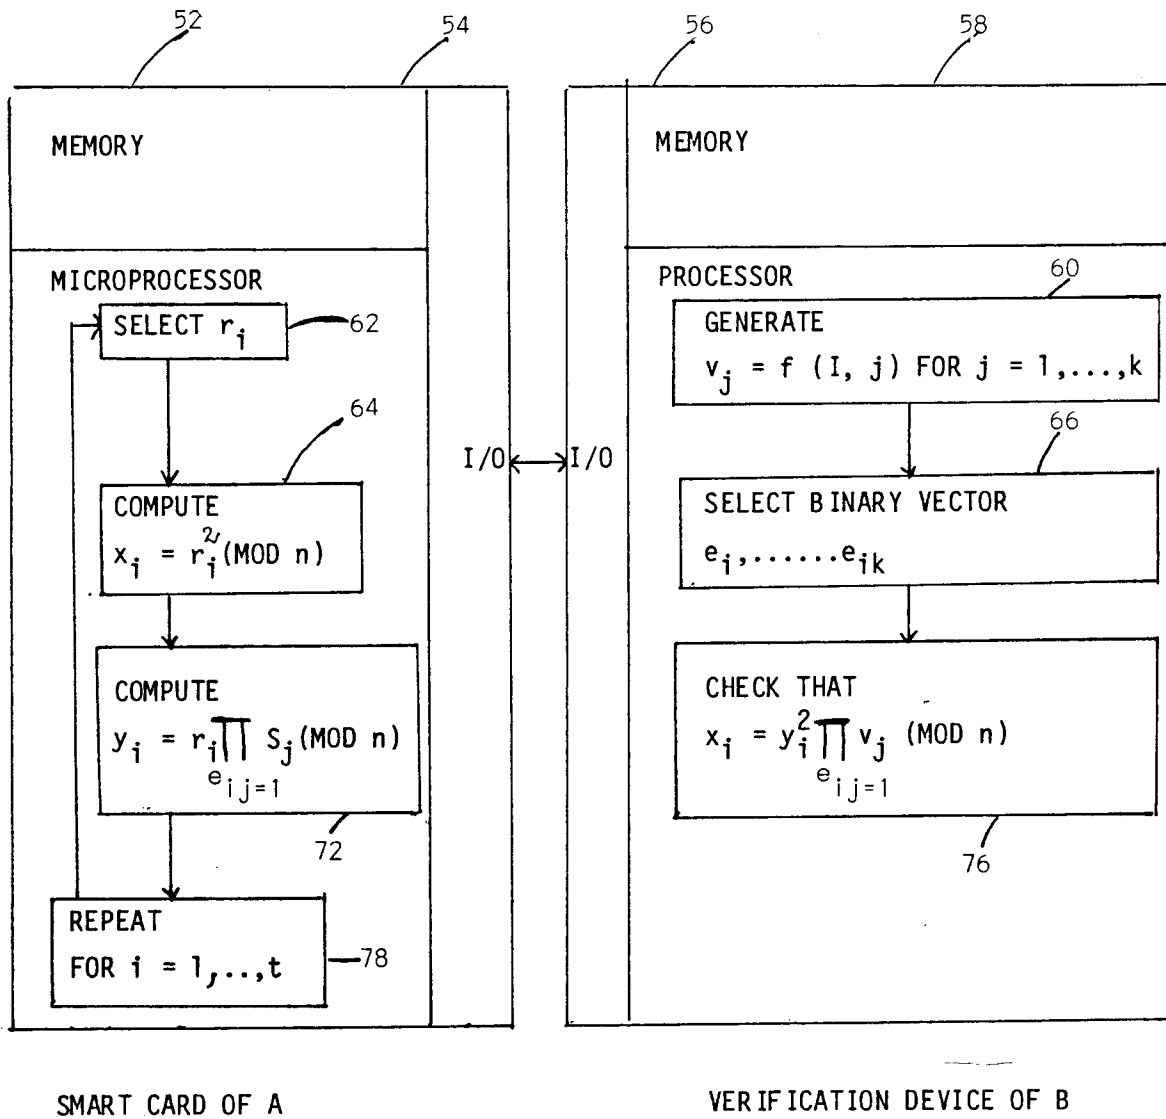 52
54
56
58
MEMORY
MEMORY
MICROPROCESSOR
SELECT r_i
62
64
COMPUTE
x_i = r_i^2 (MOD n)
COMPUTE
y_i = r_i ∏ S_j (MOD n)
e_ij=1
72
REPEAT
FOR i = 1,..,t
78
I/O
I/O
PROCESSOR
60
GENERATE
v_j = f (I, j) FOR j = 1,...,k
66
SELECT BINARY VECTOR
e_i,......e_ik
CHECK THAT
x_i = y_i^2 ∏ v_j (MOD n)
e_ij=1
76
SMART CARD OF A
VERIFICATION DEVICE OF B